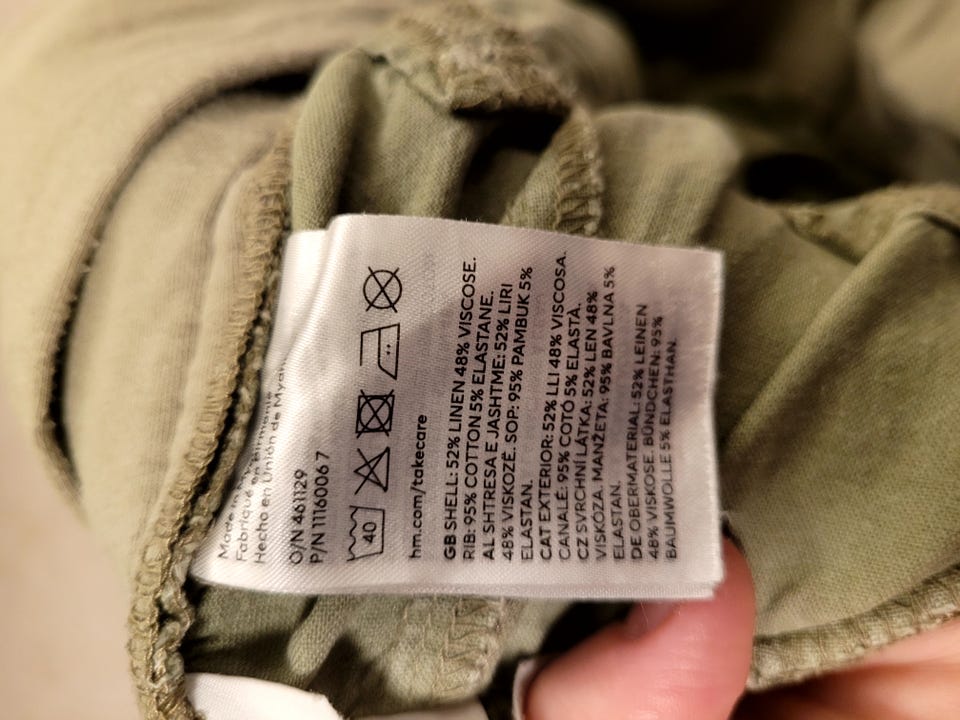 Made in
Fabriqué en Birmanie
Hecho en Unión de Myan
O/N 461129
P/N 1116006 7
40
hm.com/takecare
GB SHELL: 52% LINEN 48% VISCOSE.
RIB: 95% COTTON 5% ELASTANE.
AL SHTRESA E JASHTME: 52% LIRI
48% VISKOZË. SOP: 95% PAMBUK 5%
ELASTAN.
CAT EXTERIOR: 52% LLI 48% VISCOSA.
CANALÉ: 95% COTÓ 5% ELASTÀ.
CZ SVRCHNÍ LÁTKA: 52% LEN 48%
VISKÓZA. MANŽETA: 95% BAVLNA 5%
ELASTAN.
DE OBERMATERIAL: 52% LEINEN
48% VISKOSE. BÜNDCHEN: 95%
BAUMWOLLE 5% ELASTHAN.